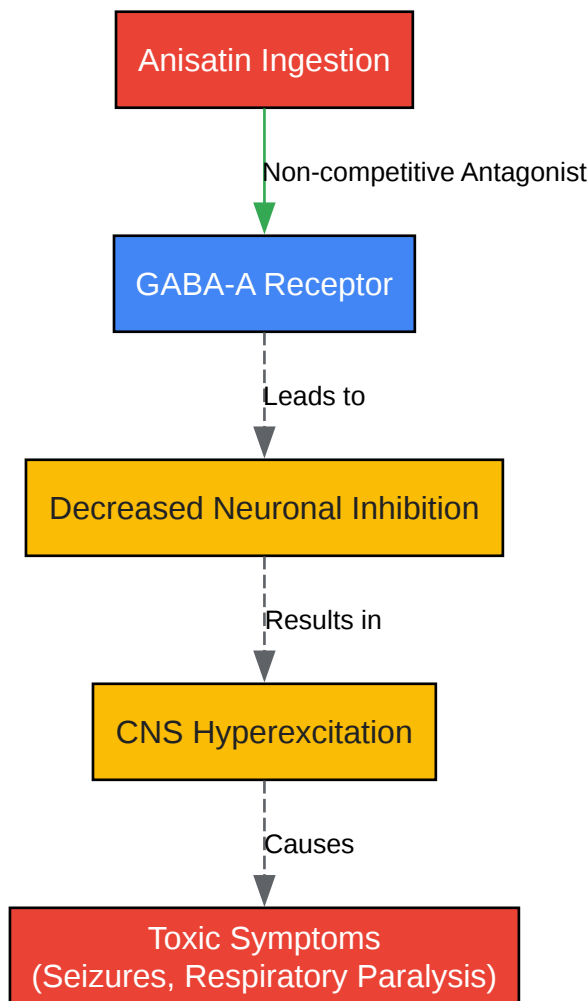 Anisatin Ingestion
Non-competitive Antagonist
GABA-A Receptor
Leads to
Decreased Neuronal Inhibition
Results in
CNS Hyperexcitation
Causes
Toxic Symptoms
(Seizures, Respiratory Paralysis)